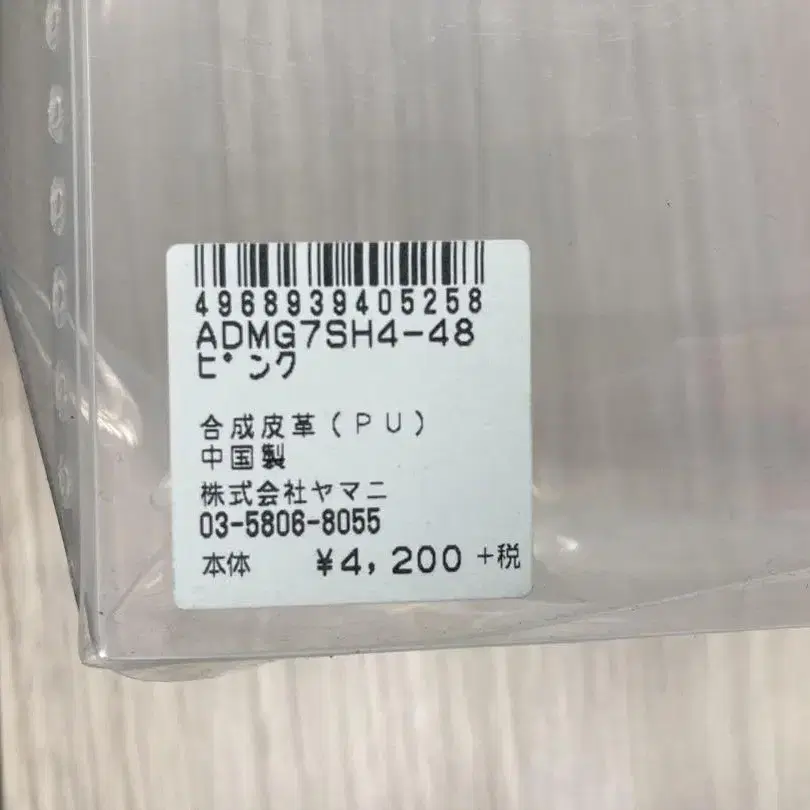 4968939405258
ADMG7SH4-48
ピンク
合成皮革(PU)
中国製
株式会社ヤマニ
03-5806-8055
本体 ¥4,200 +税